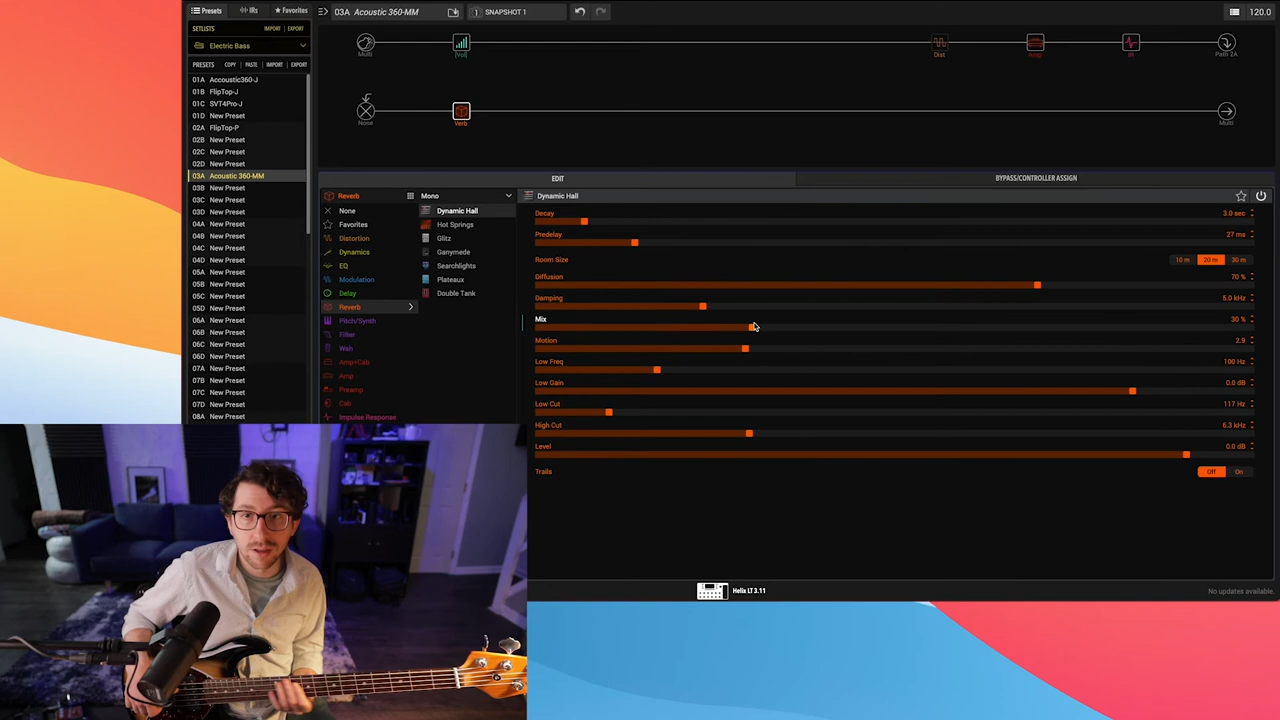 Presets IRs Favorites
SETLISTS IMPORT EXPORT
Electric Bass
PRESETS COPY PASTE IMPORT EXPORT
01A Accoustic360-J
01B FlipTop-J
01C SVT4Pro-J
01D New Preset
02A FlipTop-P
02B New Preset
02C New Preset
02D New Preset
03A Acoustic 360-MM
03B New Preset
03C New Preset
03D New Preset
04A New Preset
04B New Preset
04C New Preset
04D New Preset
05A New Preset
05B New Preset
05C New Preset
05D New Preset
06A New Preset
06B New Preset
06C New Preset
06D New Preset
07A New Preset
07B New Preset
07C New Preset
07D New Preset
08A New Preset
03A Acoustic 360-MM 1 SNAPSHOT 1 120.0
Multi [Vol] Dist Amp IR Path 2A
None Verb Multi
EDIT BYPASS/CONTROLLER ASSIGN
Reverb Mono
None
Favorites
Distortion
Dynamics
EQ
Modulation
Delay
Reverb
Pitch/Synth
Filter
Wah
Amp+Cab
Amp
Preamp
Cab
Impulse Response
Dynamic Hall
Hot Springs
Glitz
Ganymede
Searchlights
Plateaux
Double Tank
Dynamic Hall
Decay 3.0 sec
Predelay 27 ms
Room Size 10 m 20 m 30 m
Diffusion 70 %
Damping 5.0 kHz
Mix 30 %
Motion 2.9
Low Freq 100 Hz
Low Gain 0.0 dB
Low Cut 117 Hz
High Cut 6.3 kHz
Level 0.0 dB
Trails Off On
Helix LT 3.11 No updates available.